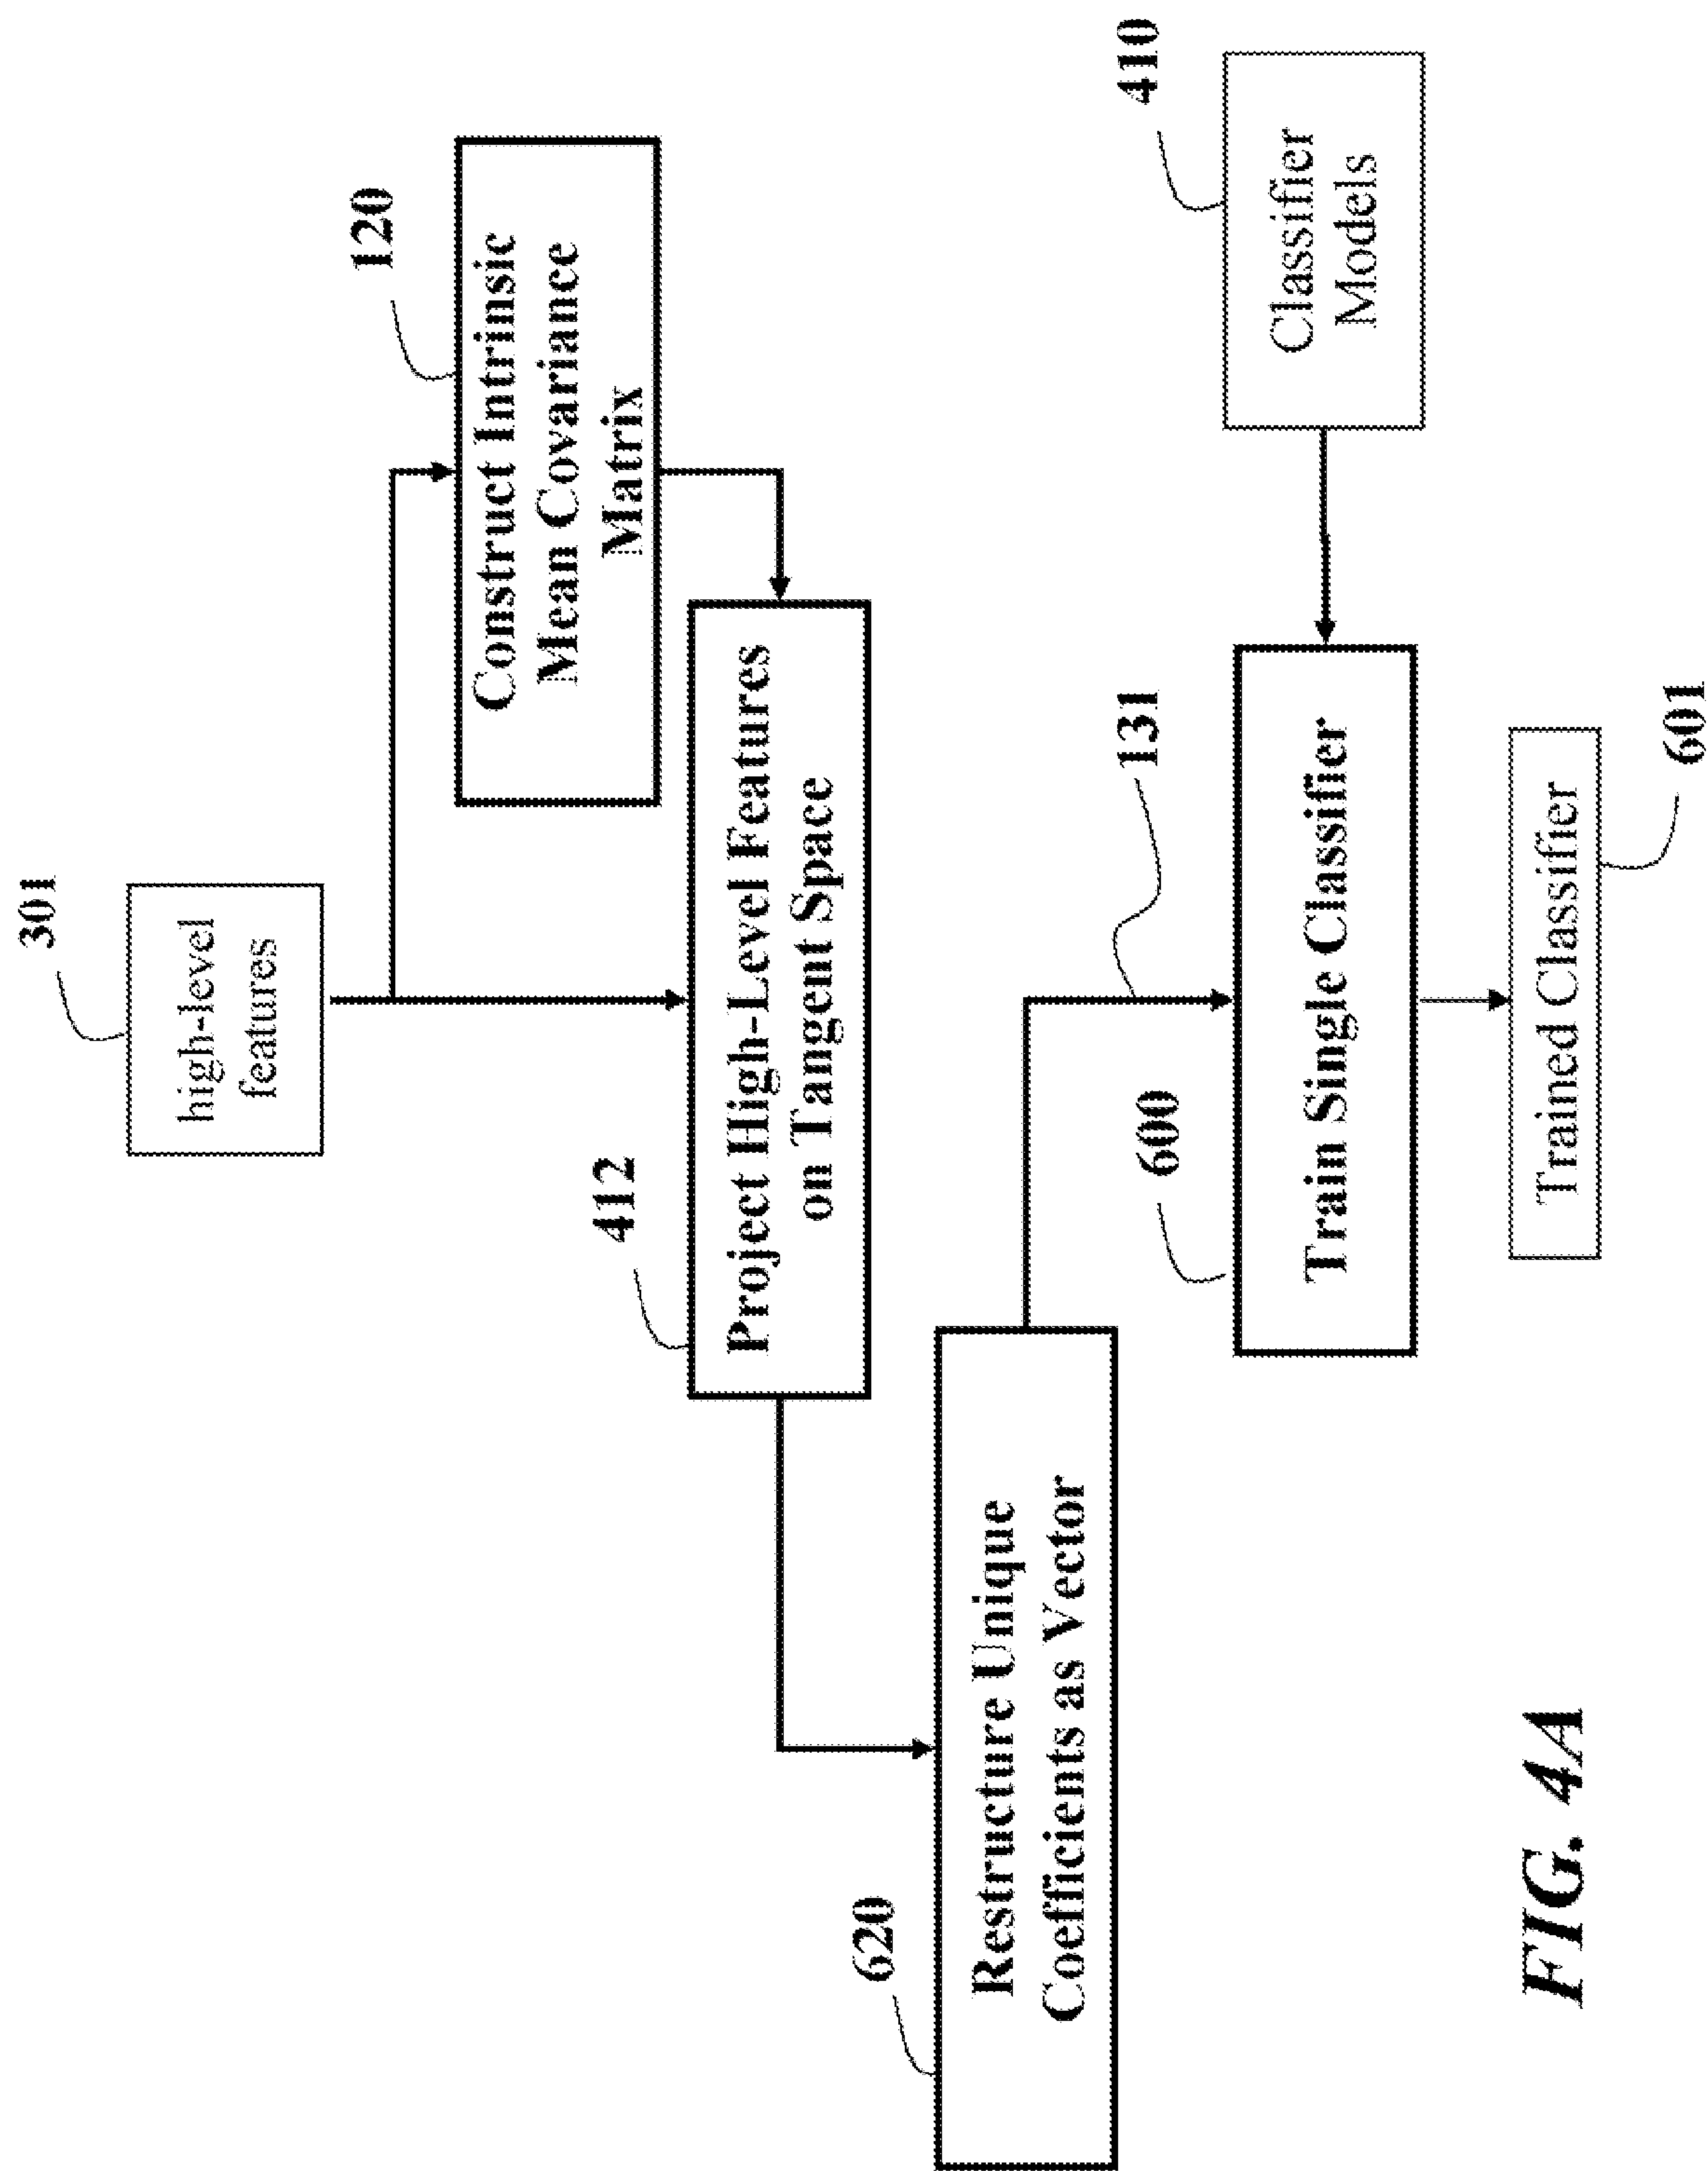 301
high-level
features
120
Construct Intrinsic
Mean Covariance
Matrix
412
Project High-Level Features
on Tangent Space
620
Restructure Unique
Coefficients as Vector
131
600
Train Single Classifier
410
Classifier
Models
Trained Classifier
601
FIG. 4A